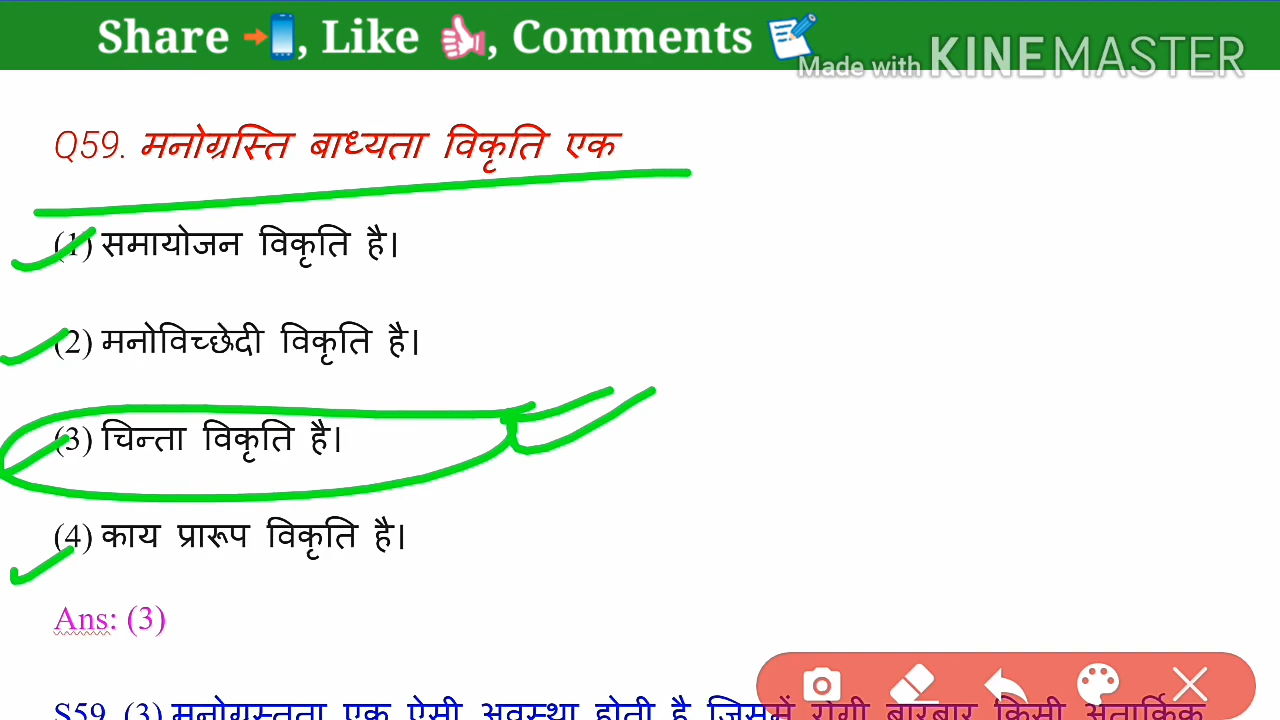 Share , Like , Comments
Made with KINEMASTER
Q59. मनोग्रस्ति बाध्यता विकृति एक
(1) समायोजन विकृति है।
(2) मनोविच्छेदी विकृति है।
(3) चिन्ता विकृति है।
(4) काय प्रारूप विकृति है।
Ans: (3)
S59. (3) मनोग्रस्तता एक ऐसी अवस्था होती है जिसमें रोगी बारबार किसी अतार्किक